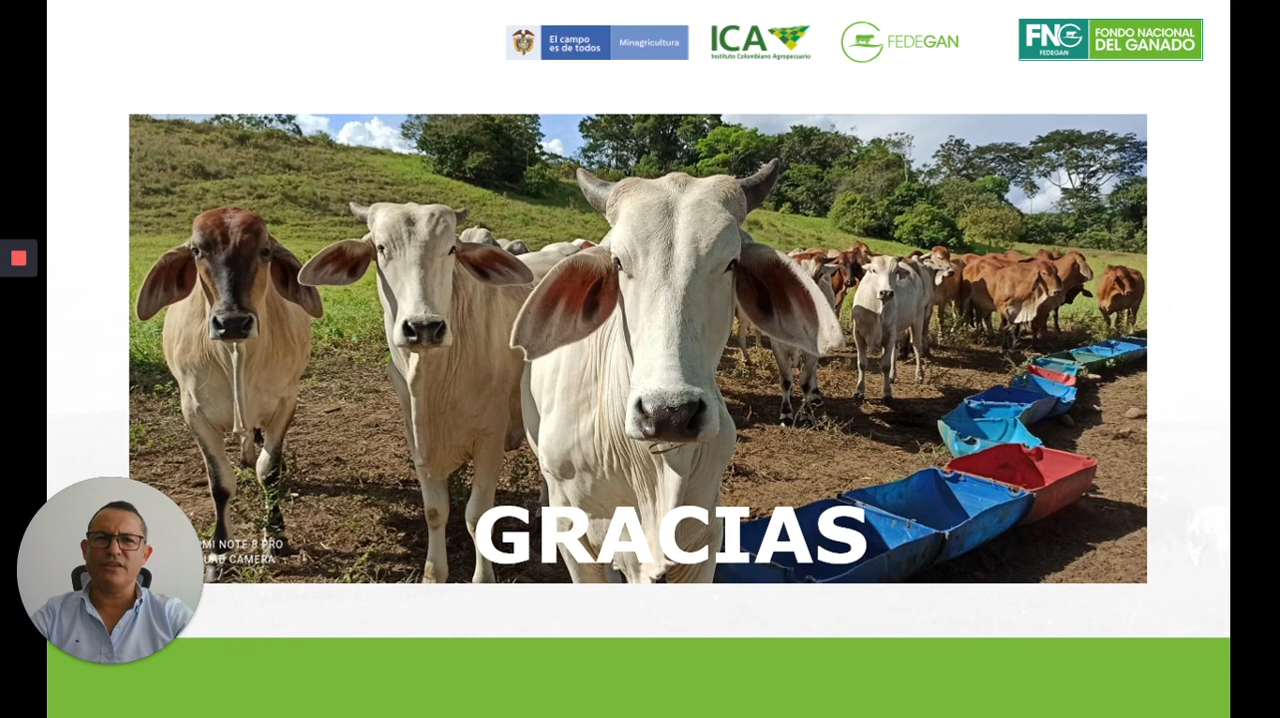 El campo
es de todos
Minagricultura
ICA
Instituto Colombiano Agropecuario
FEDEGAN
FNG
FEDEGAN
FONDO NACIONAL
DEL GANADO
GRACIAS
MI NOTE 8 PRO
CAMERA